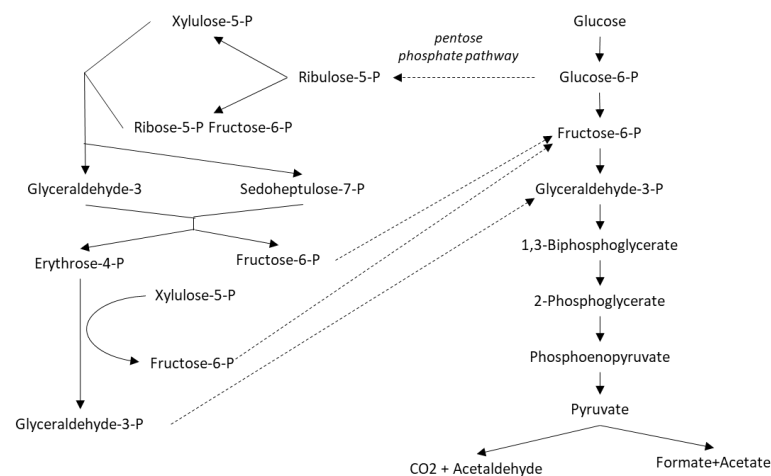 Xylulose-5-P
Glucose
pentose
phosphate pathway
Ribulose-5-P
Glucose-6-P
Ribose-5-P Fructose-6-P
Fructose-6-P
Glyceraldehyde-3
Sedoheptulose-7-P
Glyceraldehyde-3-P
1,3-Biphosphoglycerate
Erythrose-4-P
Fructose-6-P
Xylulose-5-P
2-Phosphoglycerate
Fructose-6-P
Phosphoenopyruvate
Glyceraldehyde-3-P
Pyruvate
CO2 + Acetaldehyde
Formate+Acetate